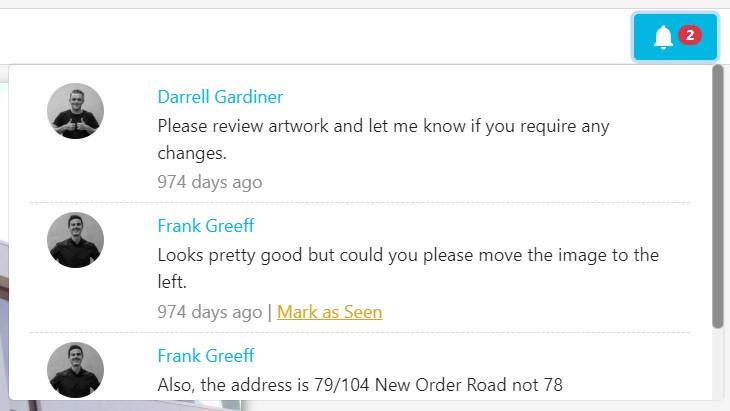 2
Darrell Gardiner
Please review artwork and let me know if you require any
changes.
974 days ago
Frank Greeff
Looks pretty good but could you please move the image to the
left.
974 days ago | Mark as Seen
Frank Greeff
Also, the address is 79/104 New Order Road not 78